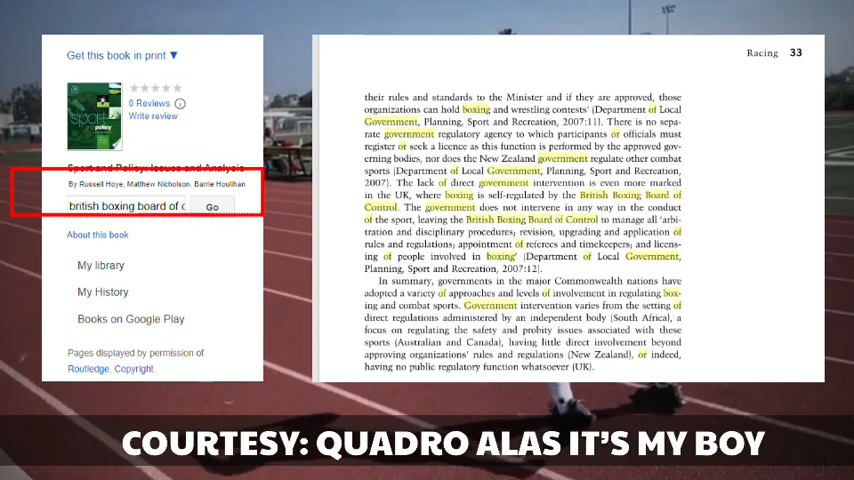 Get this book in print ▼
0 Reviews
Write review
Sport and Policy: Issues and Analysis
By Russell Hoye, Matthew Nicholson, Barrie Houlihan
british boxing board of c
Go
About this book
My library
My History
Books on Google Play
Pages displayed by permission of
Routledge. Copyright.
Racing 33
their rules and standards to the Minister and if they are approved, those
organizations can hold boxing and wrestling contests' (Department of Local
Government, Planning, Sport and Recreation, 2007:11). There is no sepa-
rate government regulatory agency to which participants or officials must
register or seek a licence as this function is performed by the approved gov-
erning bodies, nor does the New Zealand government regulate other combat
sports (Department of Local Government, Planning, Sport and Recreation,
2007). The lack of direct government intervention is even more marked
in the UK, where boxing is self-regulated by the British Boxing Board of
Control. The government does not intervene in any way in the conduct
of the sport, leaving the British Boxing Board of Control to manage all 'arbi-
tration and disciplinary procedures; revision, upgrading and application of
rules and regulations; appointment of referees and timekeepers; and licens-
ing of people involved in boxing' (Department of Local Government,
Planning, Sport and Recreation, 2007:12).
In summary, governments in the major Commonwealth nations have
adopted a variety of approaches and levels of involvement in regulating box-
ing and combat sports. Government intervention varies from the setting of
direct regulations administered by an independent body (South Africa), a
focus on regulating the safety and probity issues associated with these
sports (Australian and Canada), having little direct involvement beyond
approving organizations' rules and regulations (New Zealand), or indeed,
having no public regulatory function whatsoever (UK).
COURTESY: QUADRO ALAS IT'S MY BOY